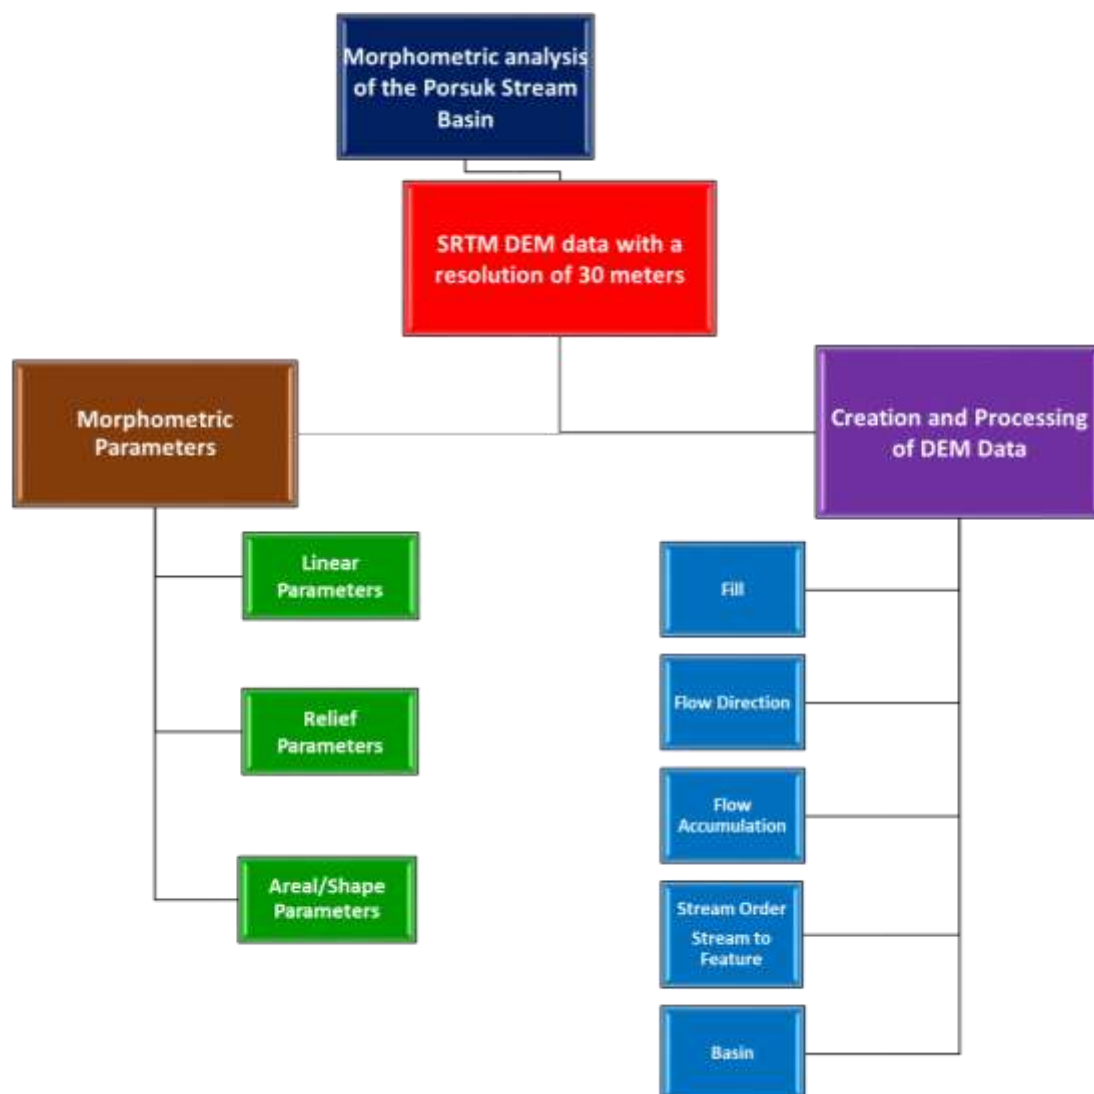 Morphometric analysis
of the Porsuk Stream
Basin
SRTM DEM data with a
resolution of 30 meters
Morphometric
Parameters
Creation and Processing
of DEM Data
Linear
Parameters
Relief
Parameters
Areal/Shape
Parameters
Fill
Flow Direction
Flow
Accumulation
Stream Order
Stream to
Feature
Basin